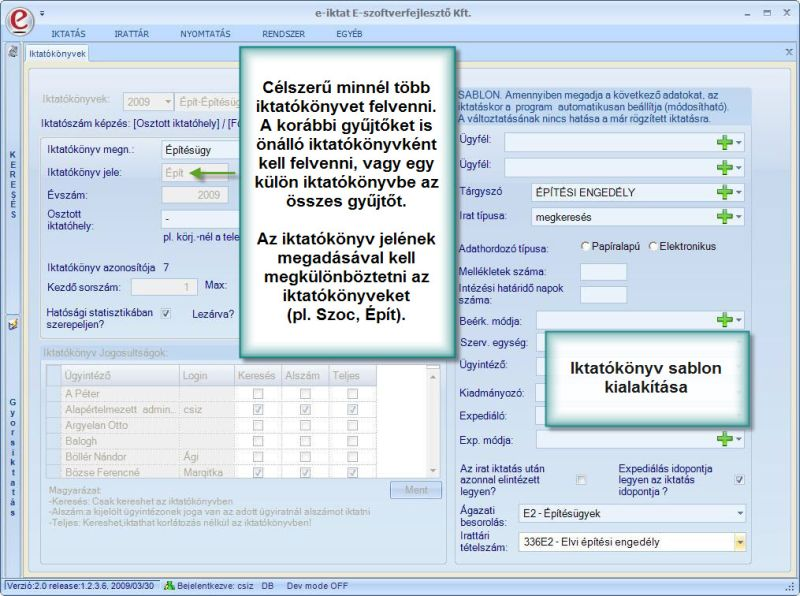 e-iktat E-szoftverfejlesztő Kft.
IKTATÁS IRATTÁR NYOMTATÁS RENDSZER EGYÉB
Iktatókönyvek
KERESÉS
Gyorsiktatás
Iktatókönyvek: 2009 Épít-Építésüg
Iktatószám képzés: [Osztott iktatóhely] / [Fő
Iktatókönyv megn.: Építésügy
Iktatókönyv jele: Épít
Évszám: 2009
Osztott
iktatóhely: -
pl. körj.-nél a tele
Iktatókönyv azonosítója 7
Kezdő sorszám: 1 Max:
Hatósági statisztikában
szerepeljen? Lezárva?
Célszerű minnél több
iktatókönyvet felvenni.
A korábbi gyűjtőket is
önálló iktatókönyvként
kell felvenni, vagy egy
külön iktatókönyvbe az
összes gyűjtőt.
Az iktatókönyv jelének
megadásával kell
megkülönböztetni az
iktatókönyveket
(pl. Szoc, Épít).
Iktatókönyv Jogosultságok:
Ügyintéző Login Keresés Alszám Teljes
A Péter
Alapértelmezett admin... csiz
Argyelan Otto
Balogh
Böllér Nándor Ági
Bözse Ferencné Margitka
Magyarázat:
-Keresés: Csak kereshet az iktatókönyvben
-Alszám:a kijelölt ügyintézonek joga van az adott ügyiratnál alszámot iktatni
-Teljes: Kereshet,iktathat korlátozás nélkül az iktatókönyvben!
Ment
SABLON. Amennyiben megadja a következő adatokat, az
iktatáskor a program automatikusan beállítja (módosítható).
A változtatásának nincs hatása a már rögzített iktatásra.
Ügyfél:
Ügyfél:
Tárgyszó ÉPÍTÉSI ENGEDÉLY
Irat típusa: megkeresés
Adathordozó típusa: Papíralapú Elektronikus
Mellékletek száma:
Intézési határidő napok
száma:
Beérk. módja:
Szerv. egység:
Ügyintéző:
Kiadmányozó:
Expediáló:
Exp. módja:
Iktatókönyv sablon
kialakítása
Az irat iktatás után
azonnal elintézett
legyen?
Expediálás idopontja
legyen az iktatás
idopontja ?
Ágazati
besorolás: E2 - Építésügyek
Irattári
tételszám: 336E2 - Elvi építési engedély
Verzió:2.0 release:1.2.3.6, 2009/03/30 Bejelentkezve: csiz DB Dev mode OFF